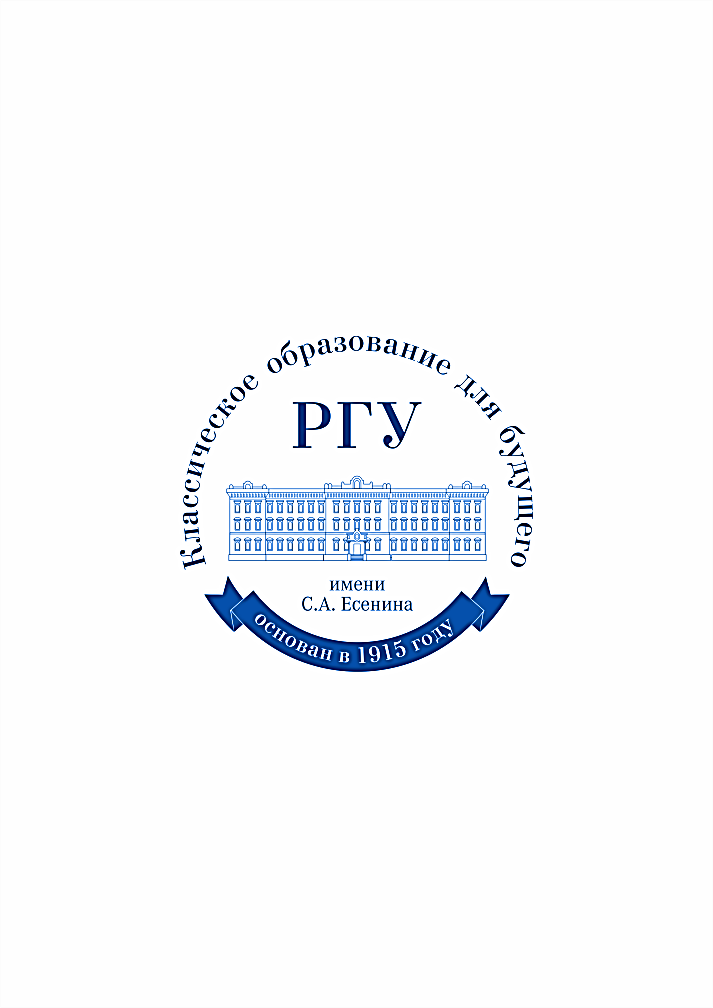 Классическое образование для будущего
РГУ
имени
С.А. Есенина
основан в 1915 году